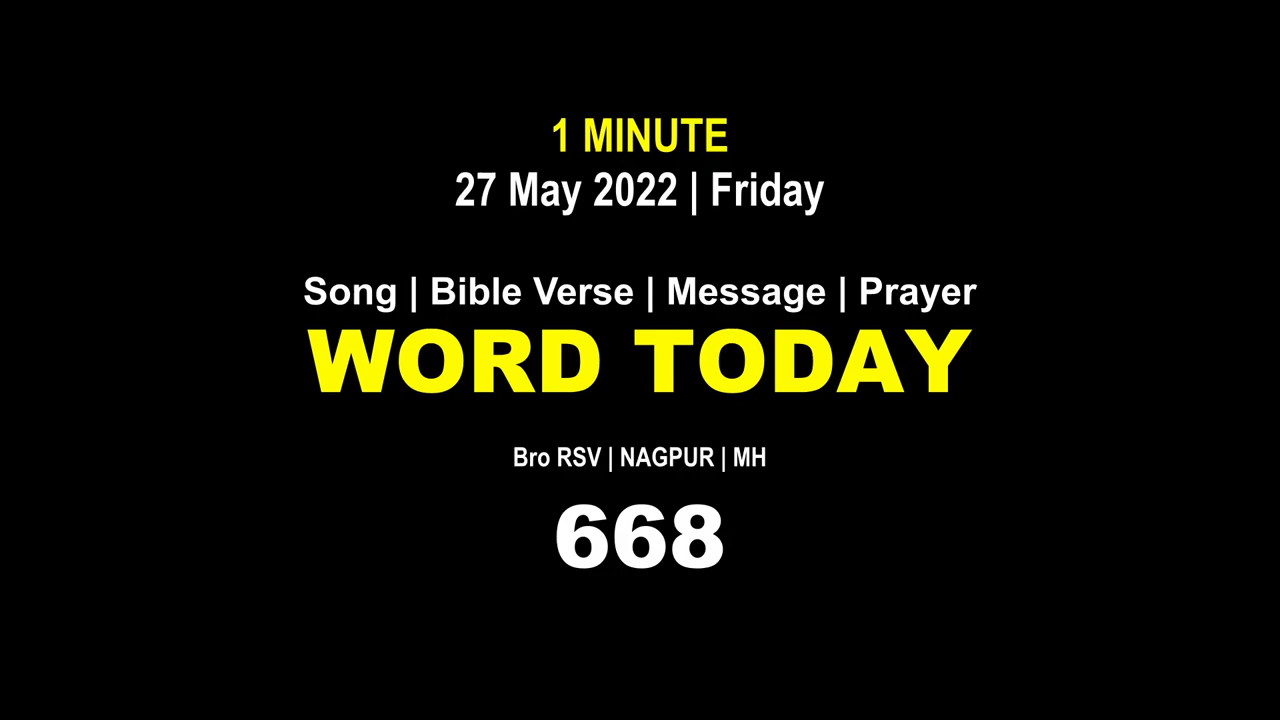 1 MINUTE
27 May 2022 | Friday
Song | Bible Verse | Message | Prayer
WORD TODAY
Bro RSV | NAGPUR | MH
668